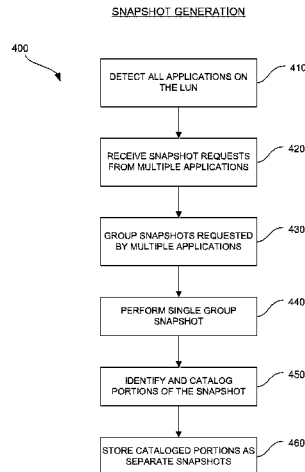 SNAPSHOT GENERATION
400
DETECT ALL APPLICATIONS ON
THE LUN
410
RECEIVE SNAPSHOT REQUESTS
FROM MULTIPLE APPLICATIONS
420
GROUP SNAPSHOTS REQUESTED
BY MULTIPLE APPLICATIONS
430
PERFORM SINGLE GROUP
SNAPSHOT
440
IDENTIFY AND CATALOG
PORTIONS OF THE SNAPSHOT
450
STORE CATALOGED PORTIONS AS
SEPARATE SNAPSHOTS
460